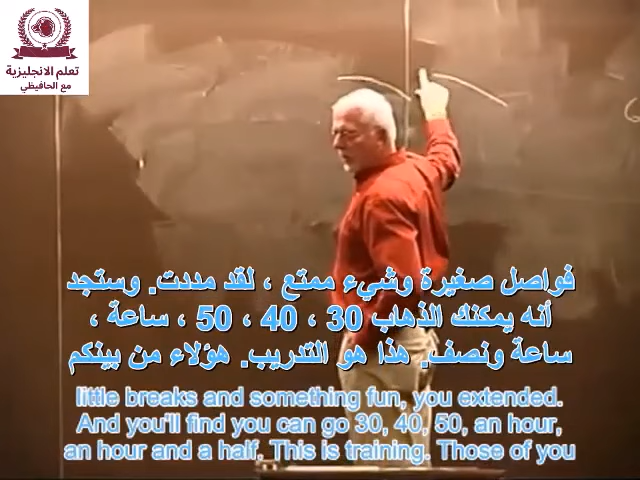 تعلم الانجليزية
مع الحافيظي
فواصل صغيرة وشيء ممتع ، لقد مددت. وستجد
أنه يمكنك الذهاب 30 ، 40 ، 50 ، ساعة ،
ساعة ونصف. هذا هو التدريب. هؤلاء من بينكم
little breaks and something fun, you extended.
And you'll find you can go 30, 40, 50, an hour,
an hour and a half. This is training. Those of you